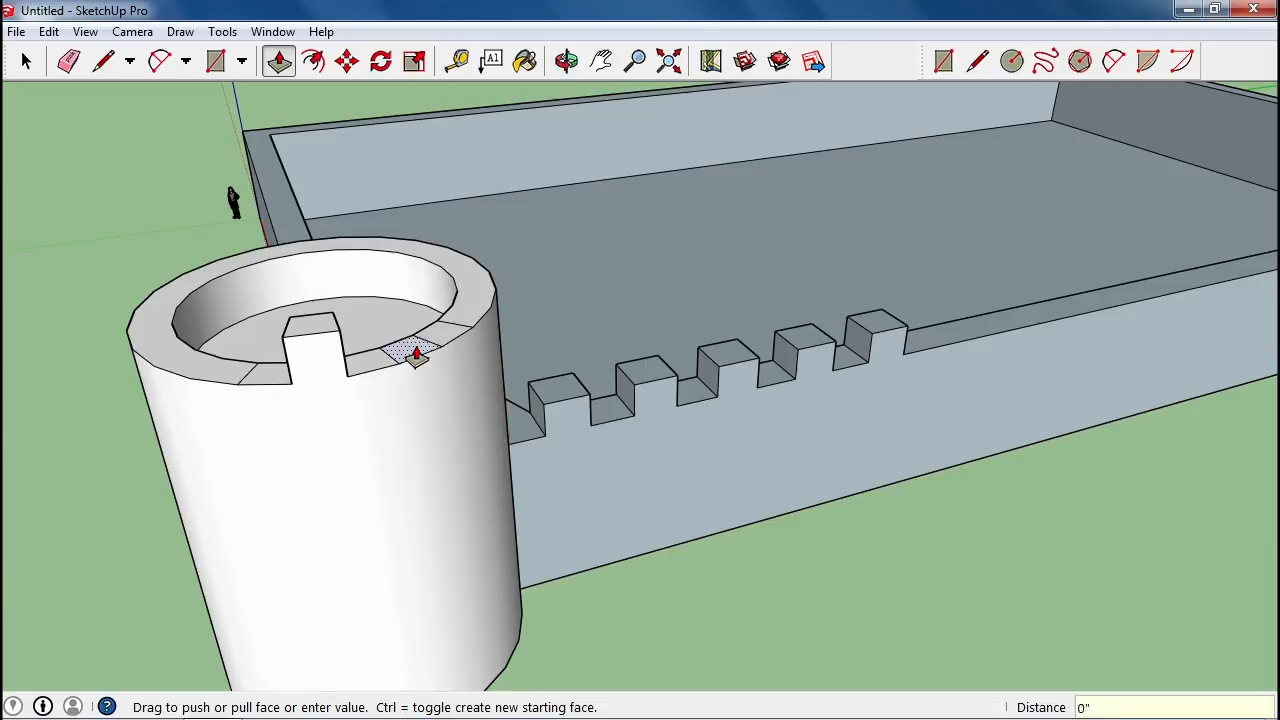 Untitled - SketchUp Pro
File Edit View Camera Draw Tools Window Help
A1
Drag to push or pull face or enter value. Ctrl = toggle create new starting face. Distance 0"